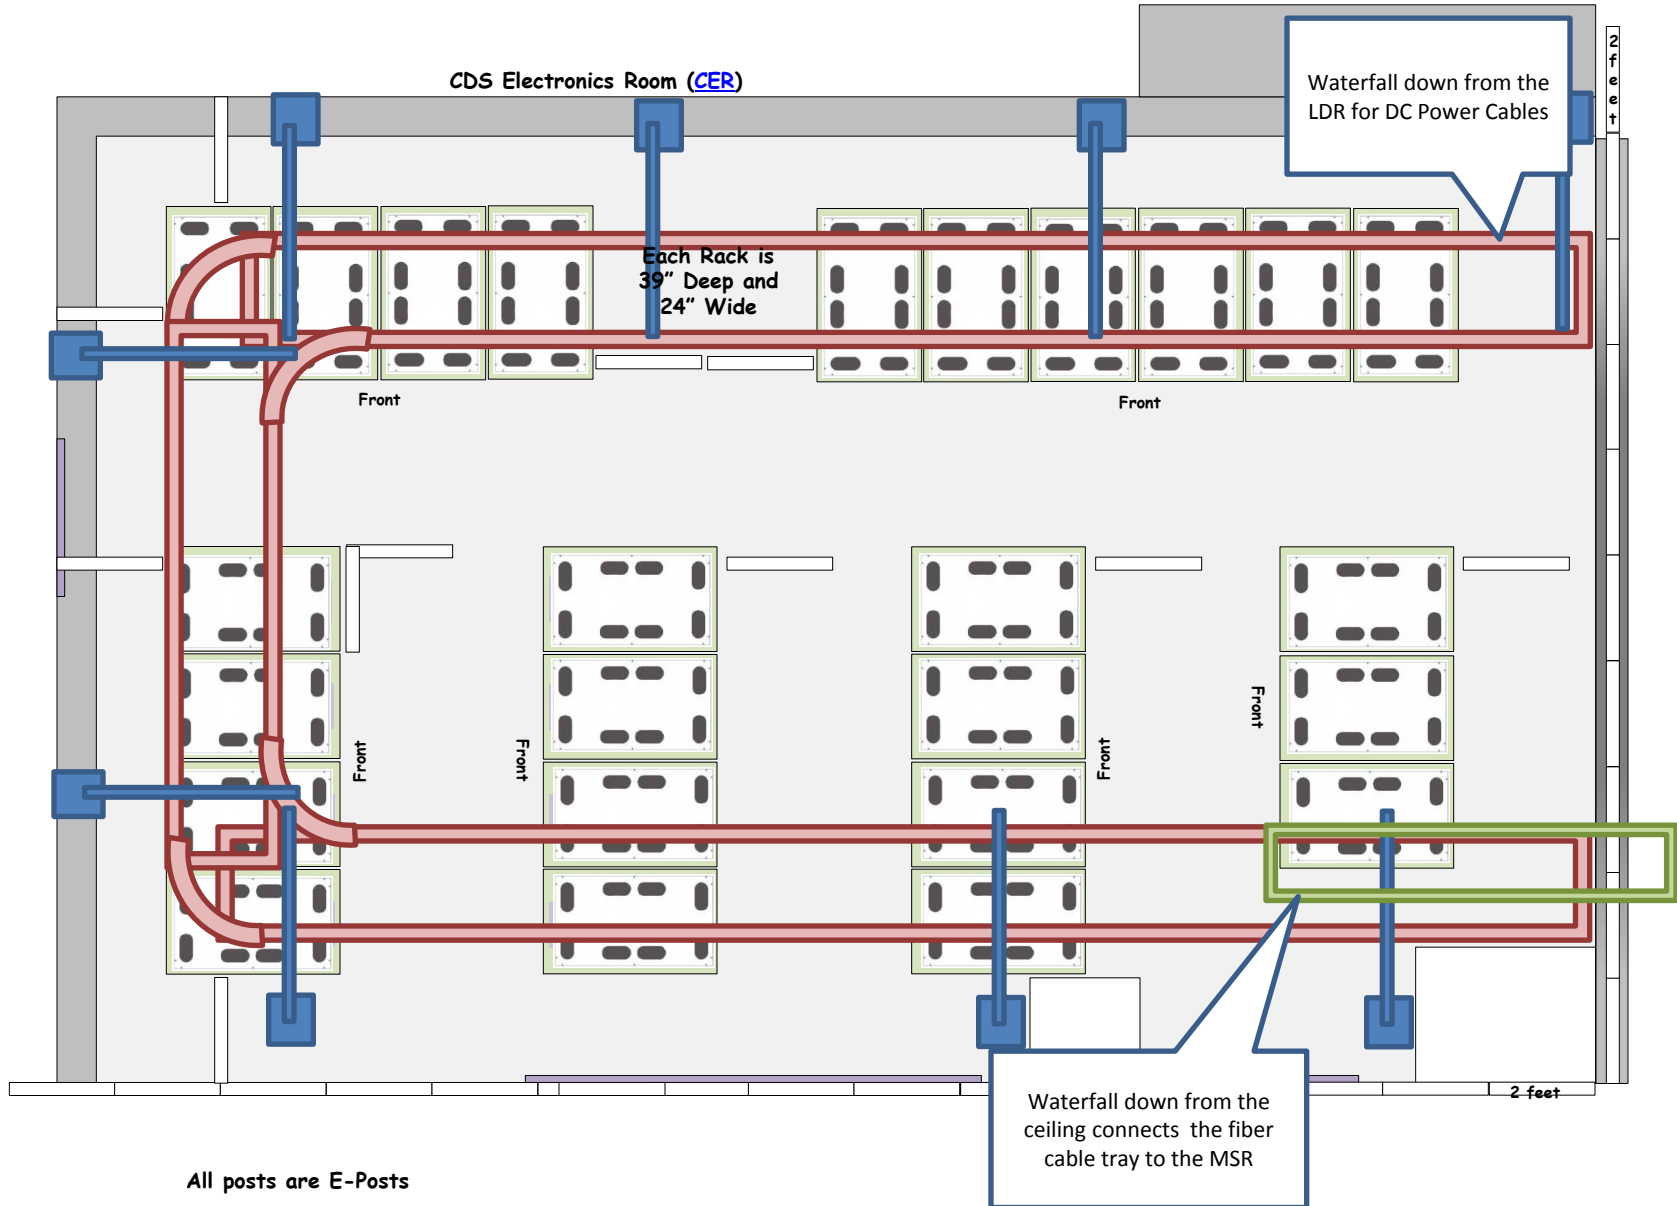 CDS Electronics Room (CER)
Waterfall down from the
LDR for DC Power Cables
2 feet
Each Rack is
39” Deep and
24” Wide
Front
Front
Front
Front
Front
Front
2 feet
Waterfall down from the
ceiling connects  the fiber
cable tray to the MSR
All posts are E-Posts